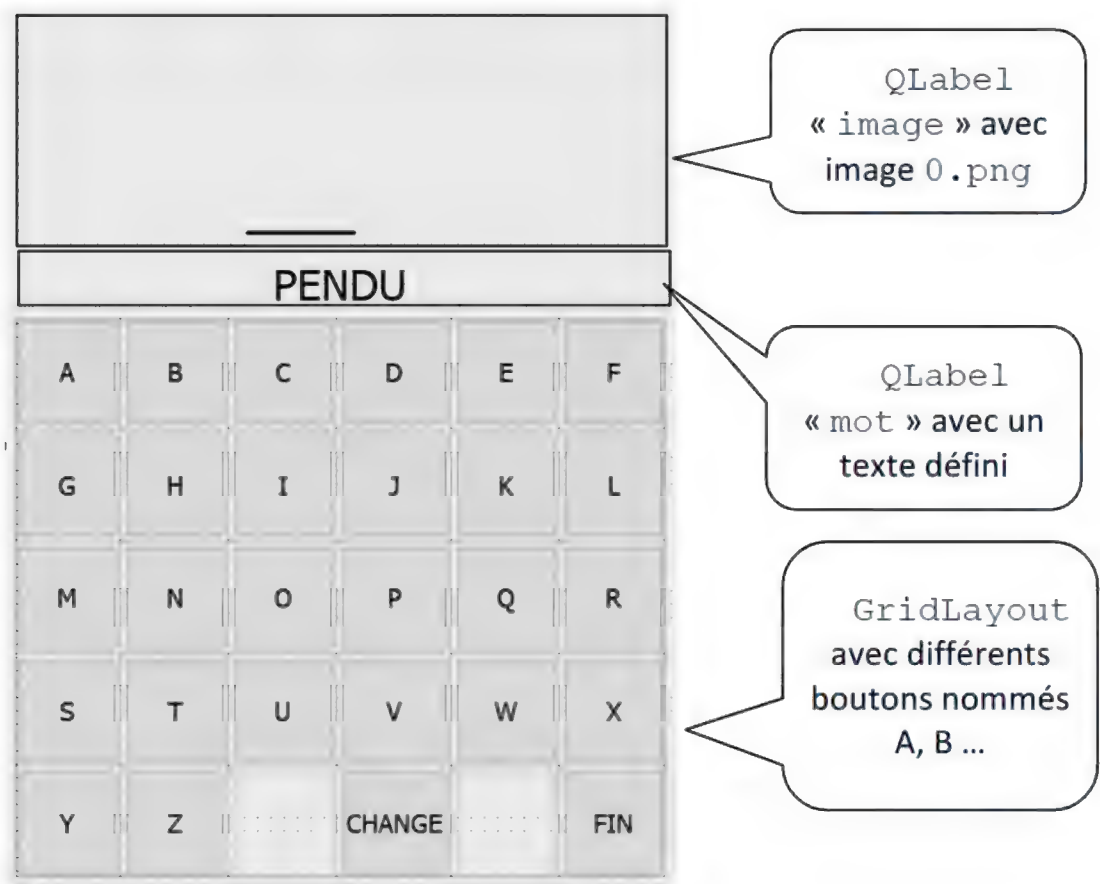 QLabel
« image » avec
image 0.png
PENDU
QLabel
« mot » avec un
texte défini
A B C D E F
G H I J K L
M N O P Q R
S T U V W X
Y Z CHANGE FIN
GridLayout
avec différents
boutons nommés
A, B ...